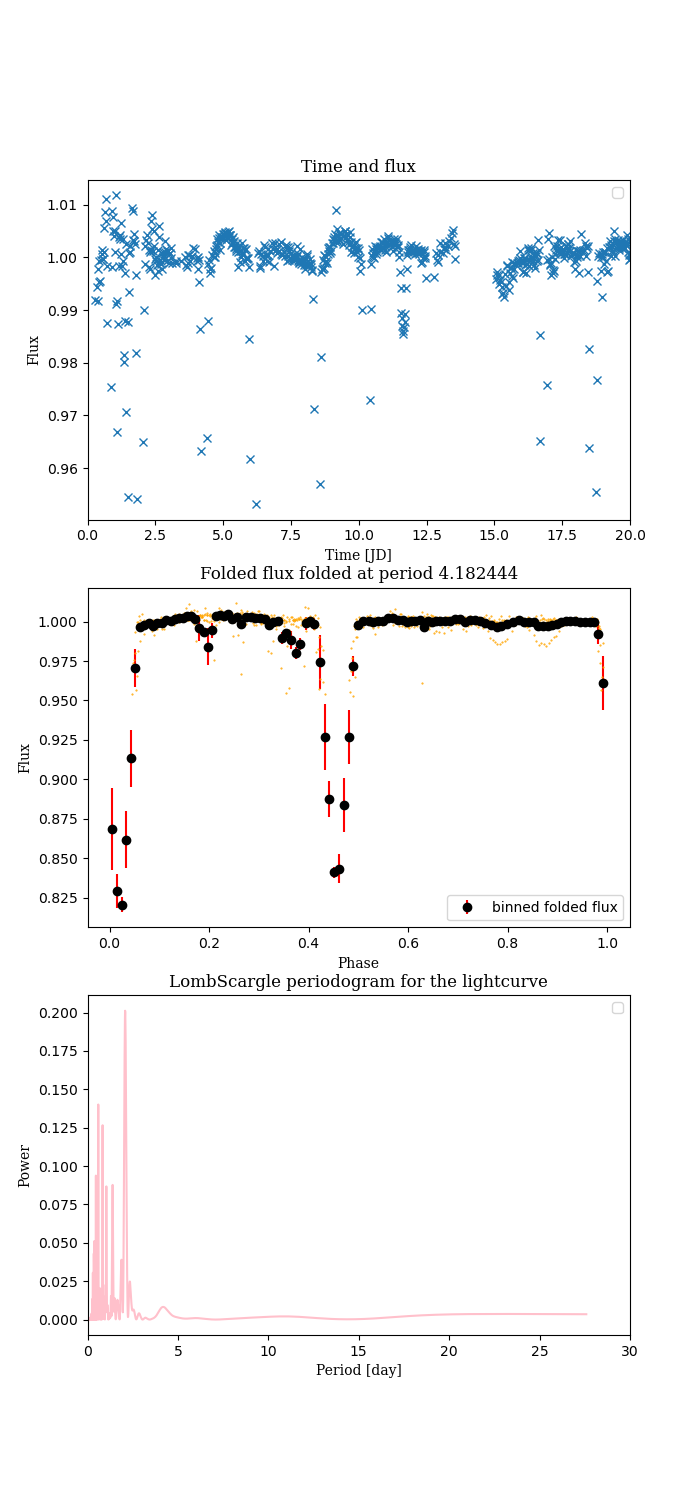 Time and flux
1.01
1.00
0.99
0.98
0.97
0.96
Flux
0.0 2.5 5.0 7.5 10.0 12.5 15.0 17.5 20.0
Time [JD]
Folded flux folded at period 4.182444
1.000
0.975
0.950
0.925
0.900
0.875
0.850
0.825
Flux
binned folded flux
0.0 0.2 0.4 0.6 0.8 1.0
Phase
LombScargle periodogram for the lightcurve
0.200
0.175
0.150
0.125
0.100
0.075
0.050
0.025
0.000
Power
0 5 10 15 20 25 30
Period [day]